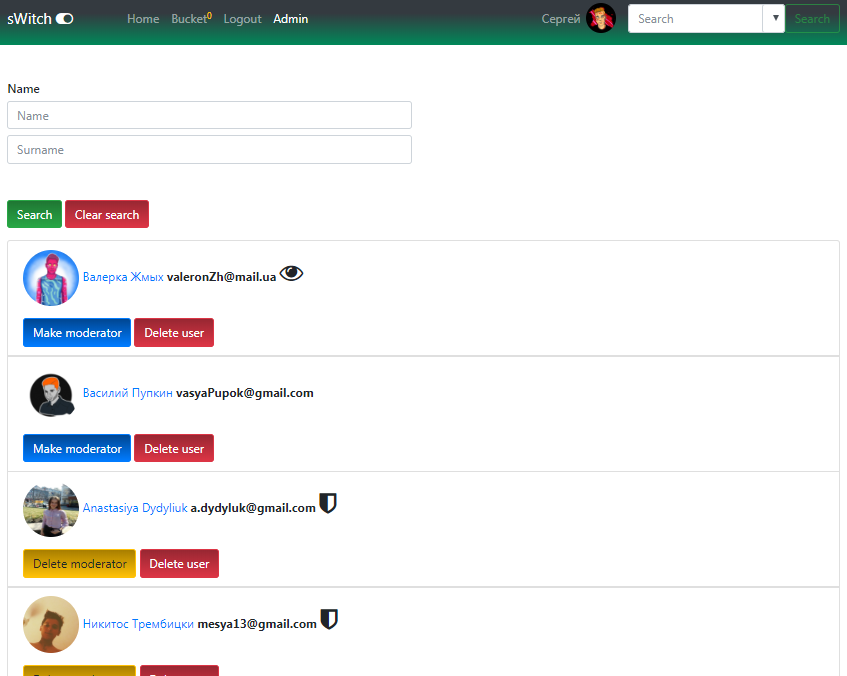 sWitch Home Bucket0 Logout Admin Сергей Search Search
Name
Name
Surname
Search Clear search
Валерка Жмых valeronZh@mail.ua
Make moderator Delete user
Василий Пупкин vasyaPupok@gmail.com
Make moderator Delete user
Anastasiya Dydyliuk a.dydyluk@gmail.com
Delete moderator Delete user
Никитос Трембицки mesya13@gmail.com